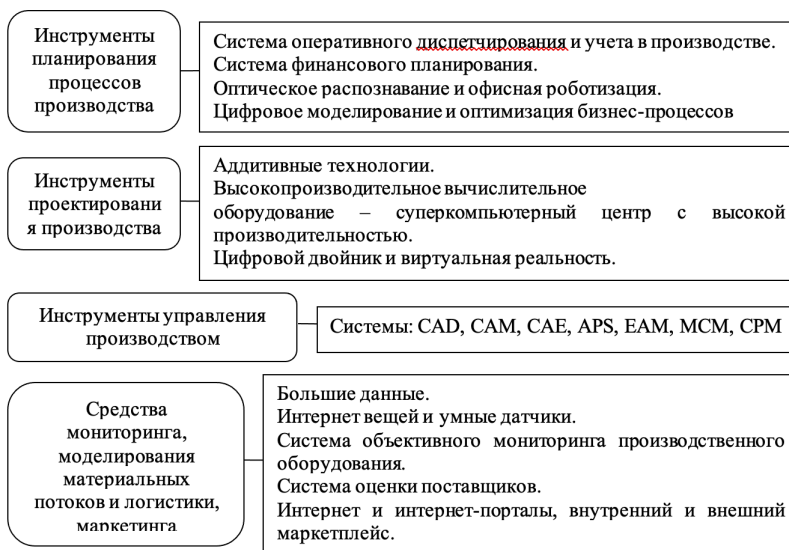 Инструменты
планирования
процессов
производства
Система оперативного диспетчирования и учета в производстве.
Система финансового планирования.
Оптическое распознавание и офисная роботизация.
Цифровое моделирование и оптимизация бизнес-процессов
Инструменты
проектировани
я производства
Аддитивные технологии.
Высокопроизводительное вычислительное
оборудование – суперкомпьютерный центр с высокой
производительностью.
Цифровой двойник и виртуальная реальность.
Инструменты управления
производством
Системы: CAD, CAM, CAE, APS, EAM, MCM, CPM
Средства
мониторинга,
моделирования
материальных
потоков и логистики,
маркетинга
Большие данные.
Интернет вещей и умные датчики.
Система объективного мониторинга производственного
оборудования.
Система оценки поставщиков.
Интернет и интернет-порталы, внутренний и внешний
маркетплейс.